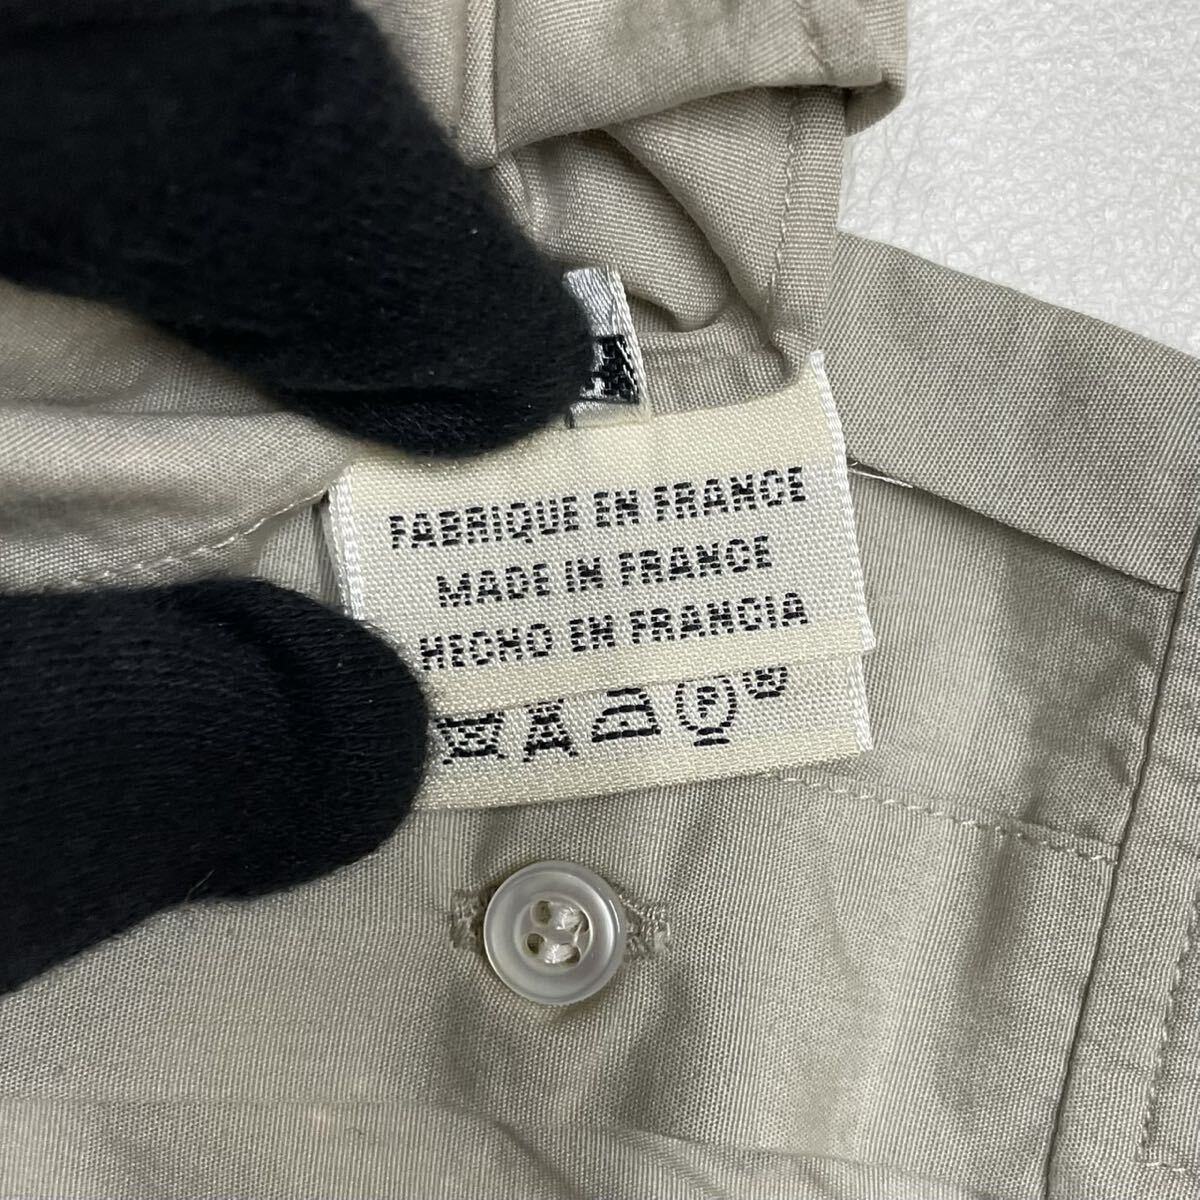 FABRIQUE EN FRANCE
MADE IN FRANCE
HECHO EN FRANCIA
P